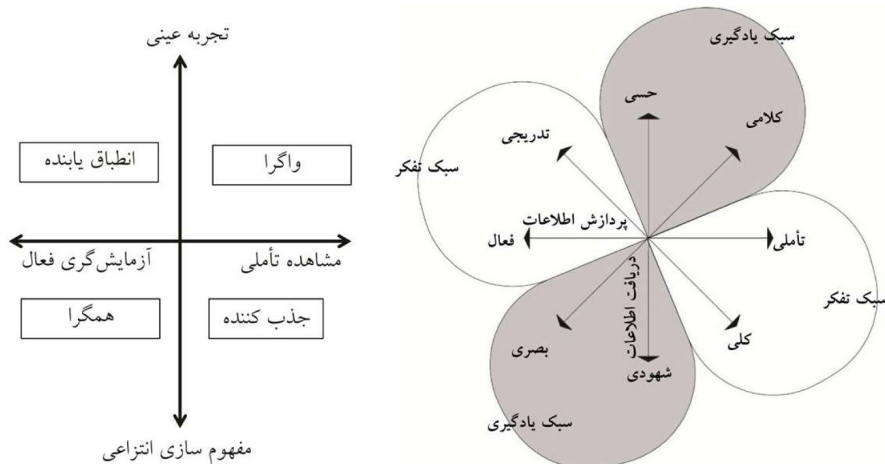 تجربه عینی
انطباق یابنده
واگرا
آزمایش‌گری فعال
مشاهده تأملی
همگرا
جذب کننده
مفهوم سازی انتزاعی
سبک یادگیری
حسی
کلامی
تدریجی
سبک تفکر
پردازش اطلاعات
فعال
تأملی
دریافت اطلاعات
سبک تفکر
بصری
کلی
شهودی
سبک یادگیری